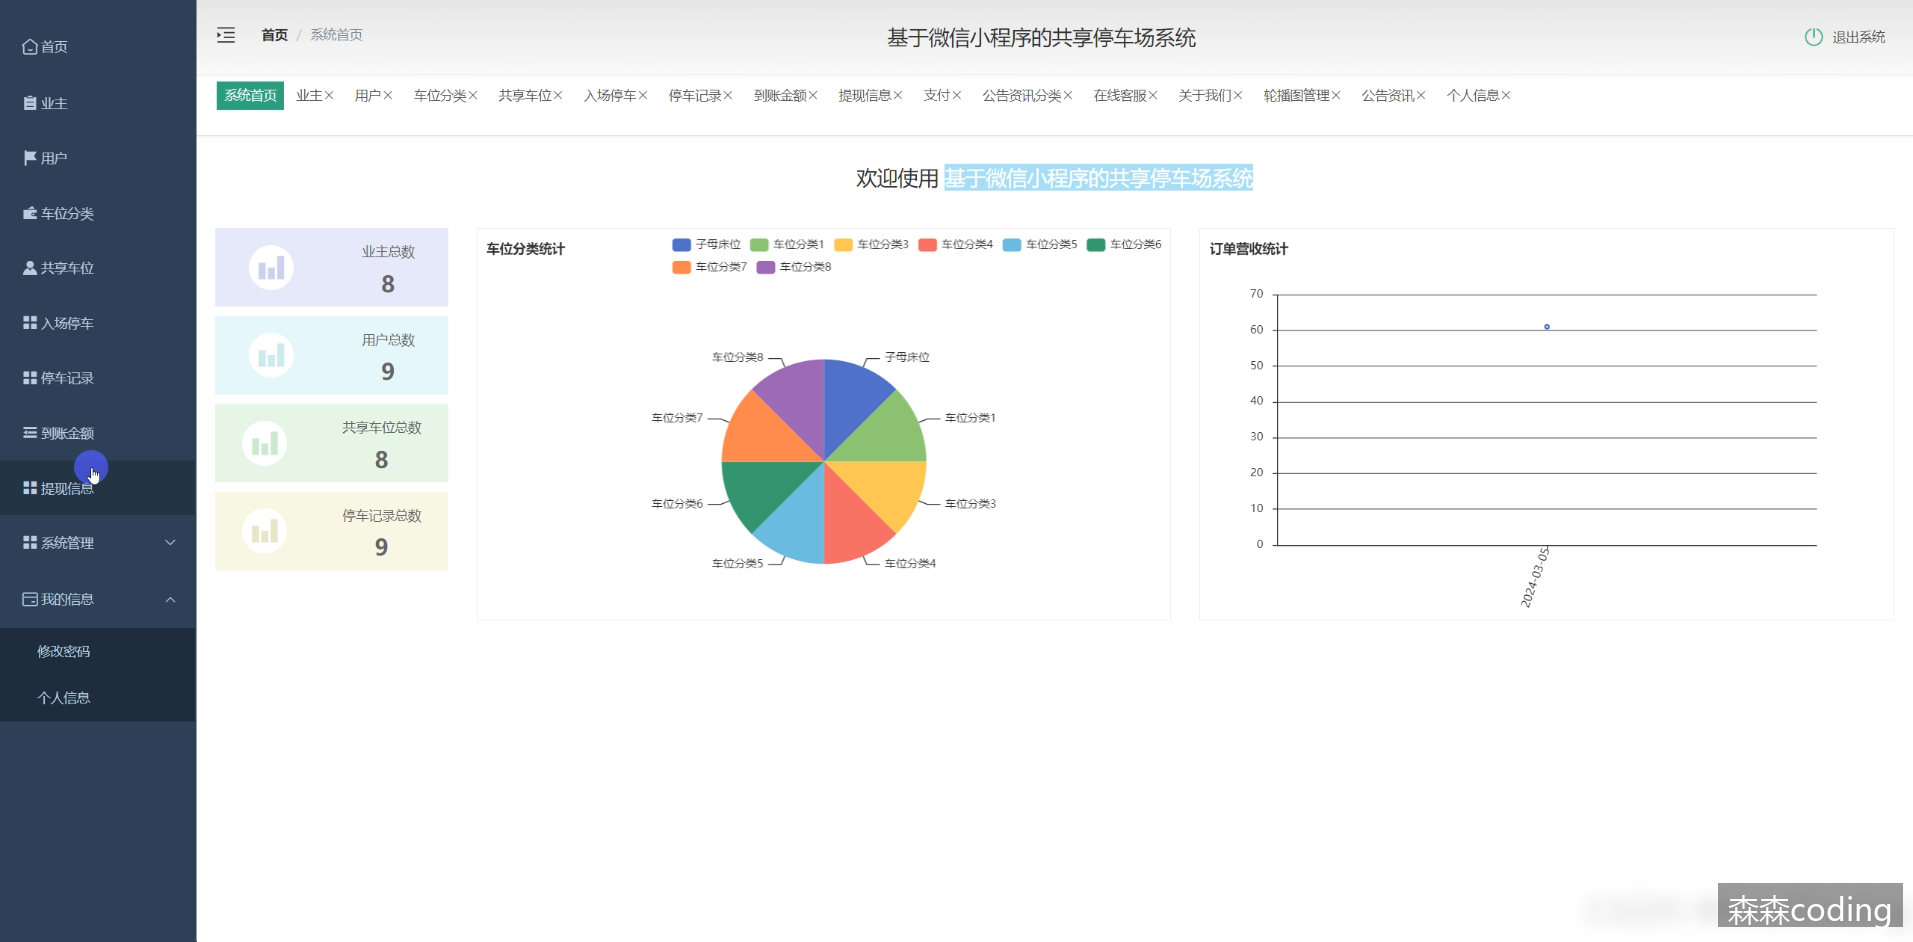 首页
业主
用户
车位分类
共享车位
入场停车
停车记录
到账金额
提现信息
系统管理
我的信息
修改密码
个人信息
首页 / 系统首页
基于微信小程序的共享停车场系统
退出系统
系统首页 业主× 用户× 车位分类× 共享车位× 入场停车× 停车记录× 到账金额× 提现信息× 支付× 公告资讯分类× 在线客服× 关于我们× 轮播图管理× 公告资讯× 个人信息×
欢迎使用 基于微信小程序的共享停车场系统
业主总数
8
用户总数
9
共享车位总数
8
停车记录总数
9
车位分类统计
子母床位 车位分类1 车位分类3 车位分类4 车位分类5 车位分类6
车位分类7 车位分类8
车位分类8 子母床位
车位分类7 车位分类1
车位分类6 车位分类3
车位分类5 车位分类4
订单营收统计
70
60
50
40
30
20
10
0
2024-03-05
森森coding